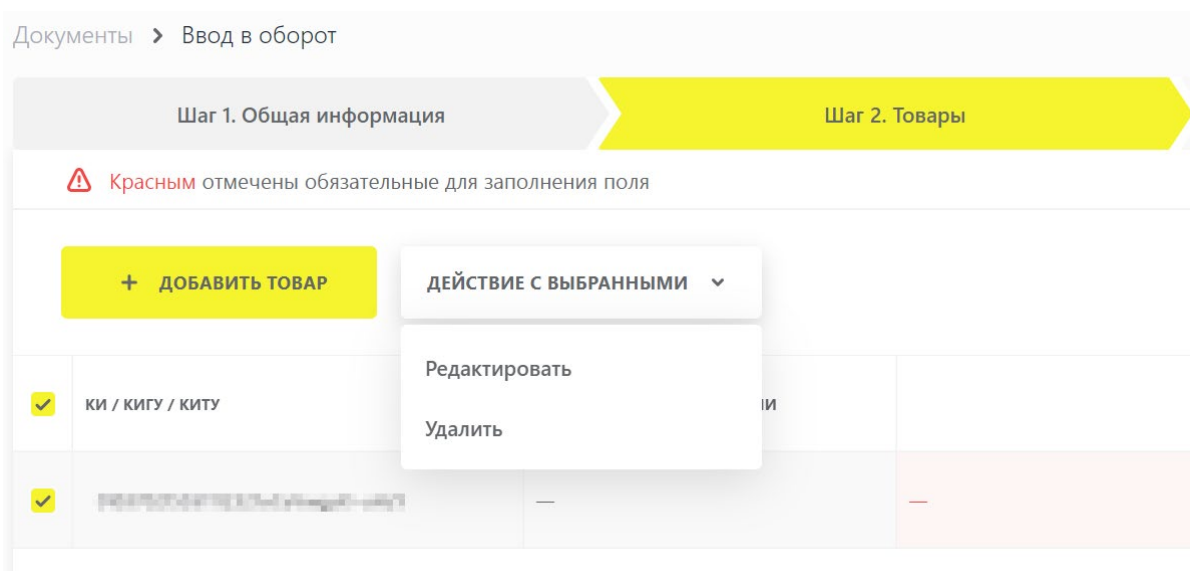 Документы > Ввод в оборот
Шаг 1. Общая информация
Шаг 2. Товары
Красным отмечены обязательные для заполнения поля
+ ДОБАВИТЬ ТОВАР
ДЕЙСТВИЕ С ВЫБРАННЫМИ
Редактировать
Удалить
КИ / КИГУ / КИТУ
—
—